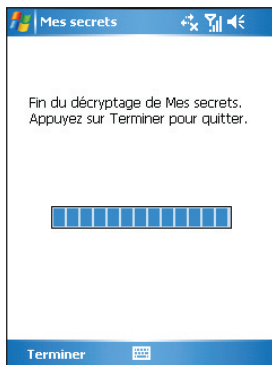 Mes secrets
Fin du décryptage de Mes secrets.
Appuyez sur Terminer pour quitter.
Terminer